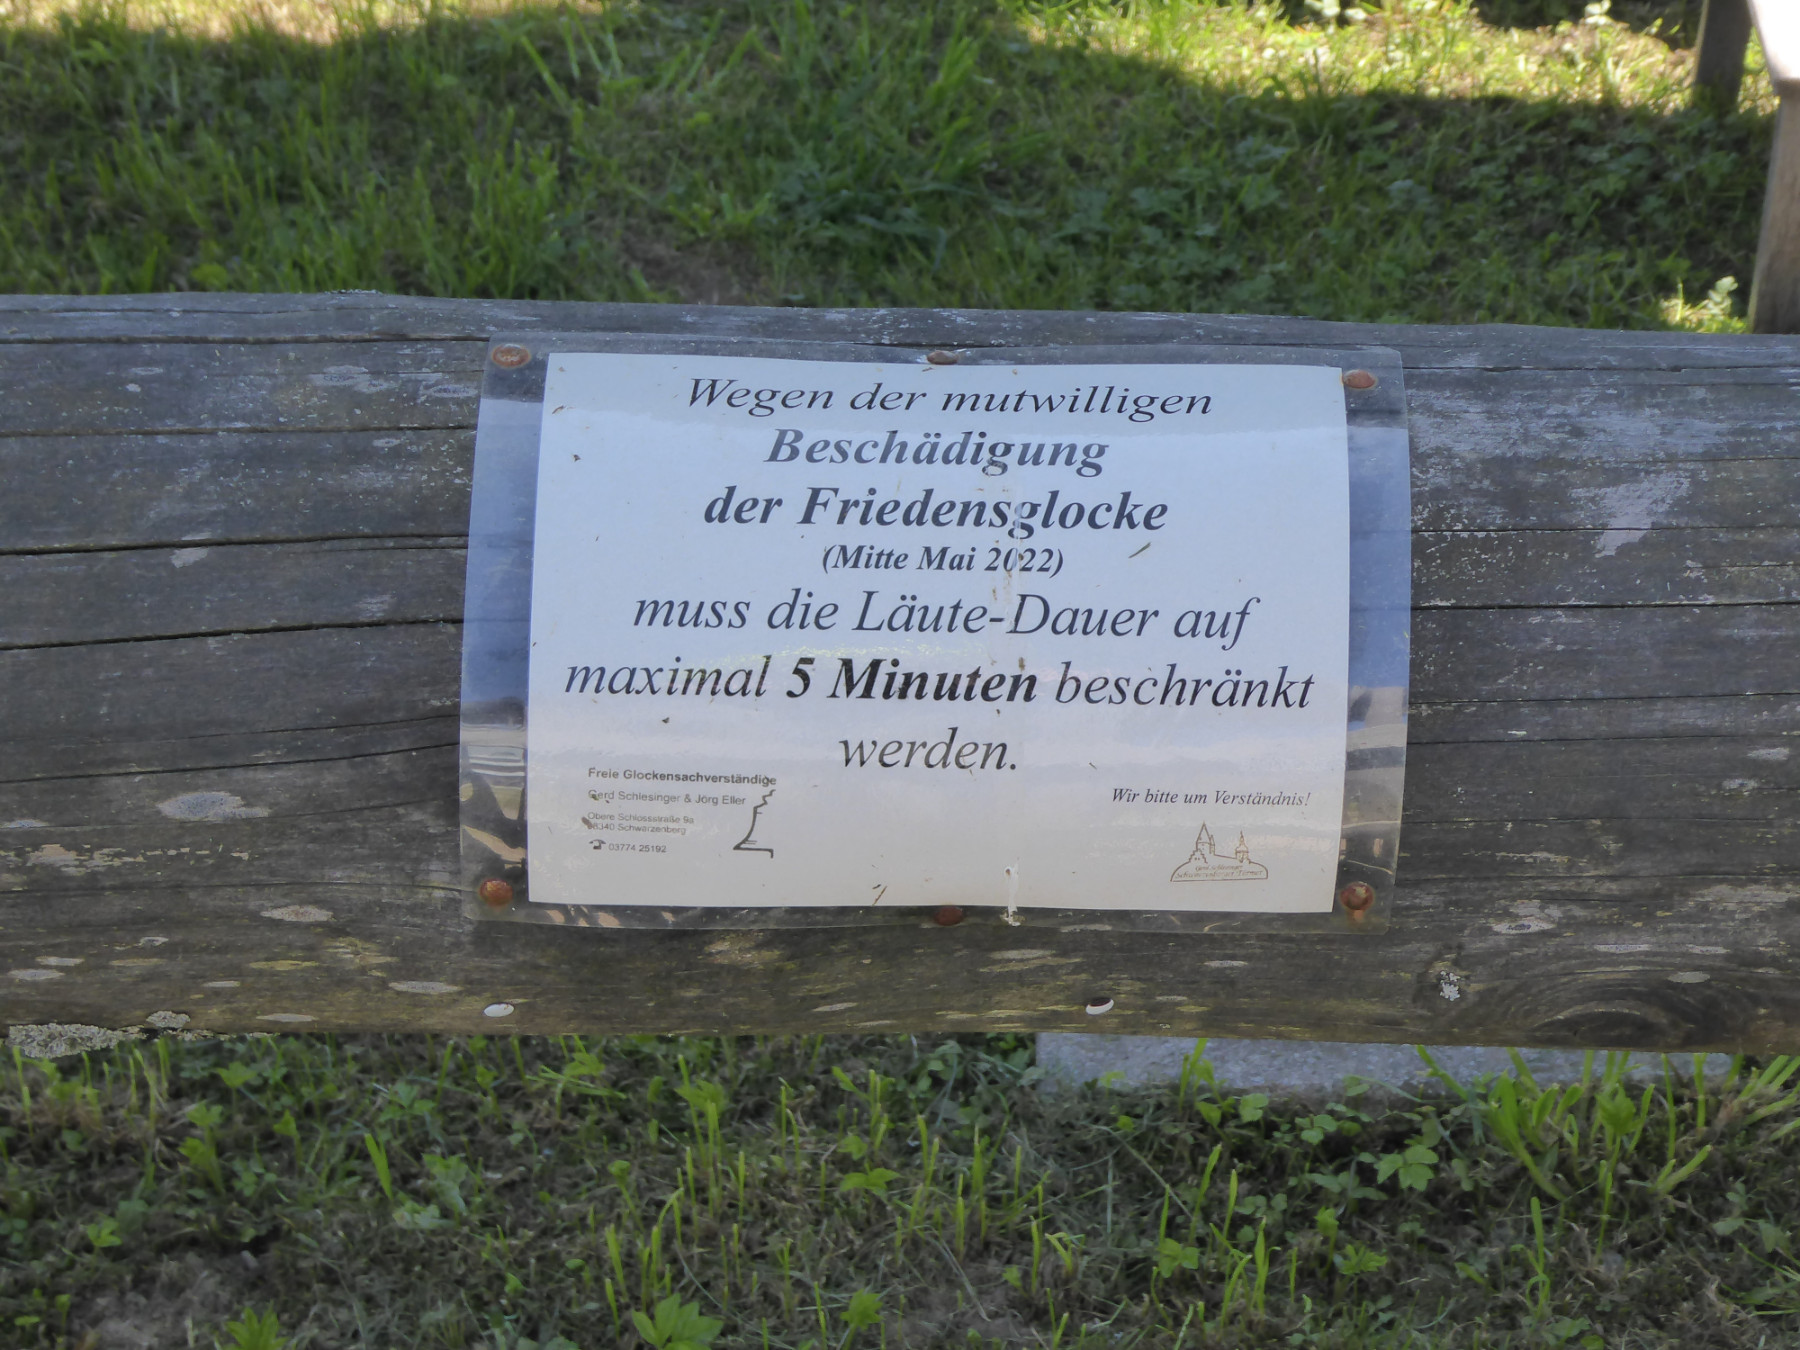 Wegen der mutwilligen
Beschädigung
der Friedensglocke
(Mitte Mai 2022)
muss die Läute-Dauer auf
maximal 5 Minuten beschränkt
werden.
Freie Glockensachverständige
Gerd Schlesinger & Jörg Eller
Obere Schlossstraße 9a
08340 Schwarzenberg
☎ 03774 25192
Wir bitte um Verständnis!